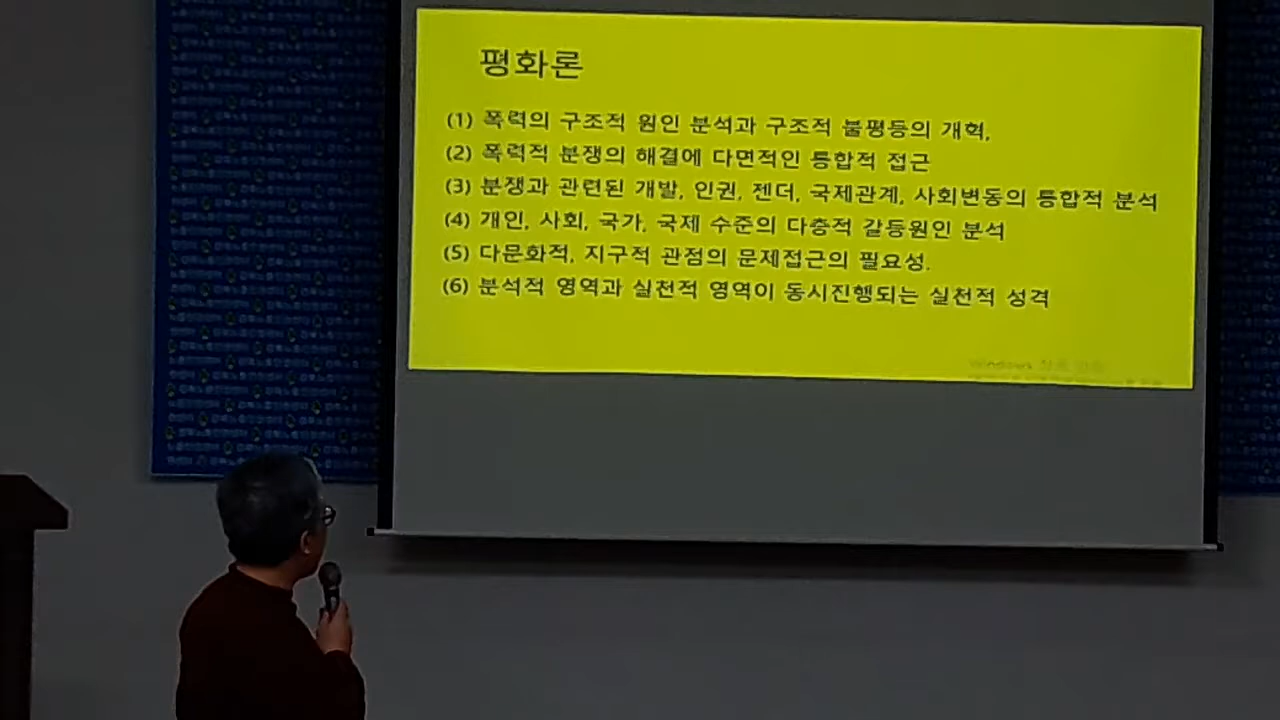 평화론
(1) 폭력의 구조적 원인 분석과 구조적 불평등의 개혁,
(2) 폭력적 분쟁의 해결에 다면적인 통합적 접근
(3) 분쟁과 관련된 개발, 인권, 젠더, 국제관계, 사회변동의 통합적 분석
(4) 개인, 사회, 국가, 국제 수준의 다층적 갈등원인 분석
(5) 다문화적, 지구적 관점의 문제접근의 필요성.
(6) 분석적 영역과 실천적 영역이 동시진행되는 실천적 성격
Windows